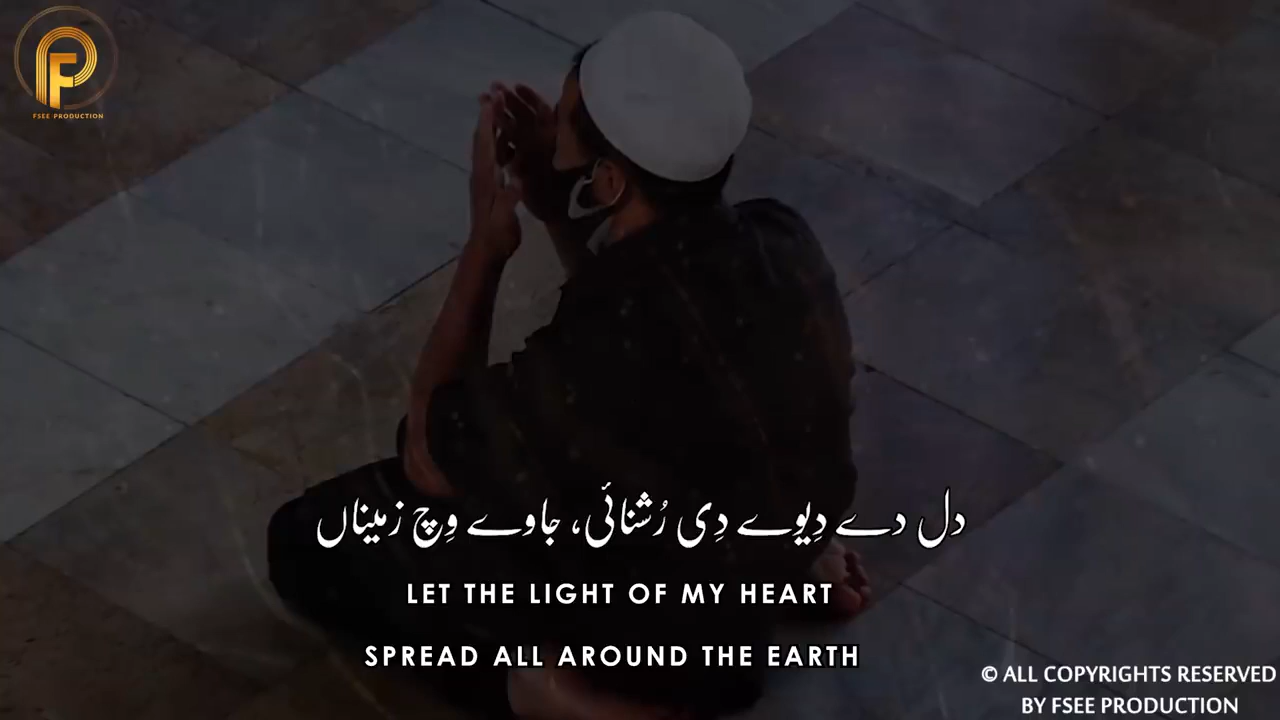 FSEE PRODUCTION
دل دے دِیوے دِی رُشنائی، جاوے وِچ زمیناں
LET THE LIGHT OF MY HEART
SPREAD ALL AROUND THE EARTH
© ALL COPYRIGHTS RESERVED
BY FSEE PRODUCTION